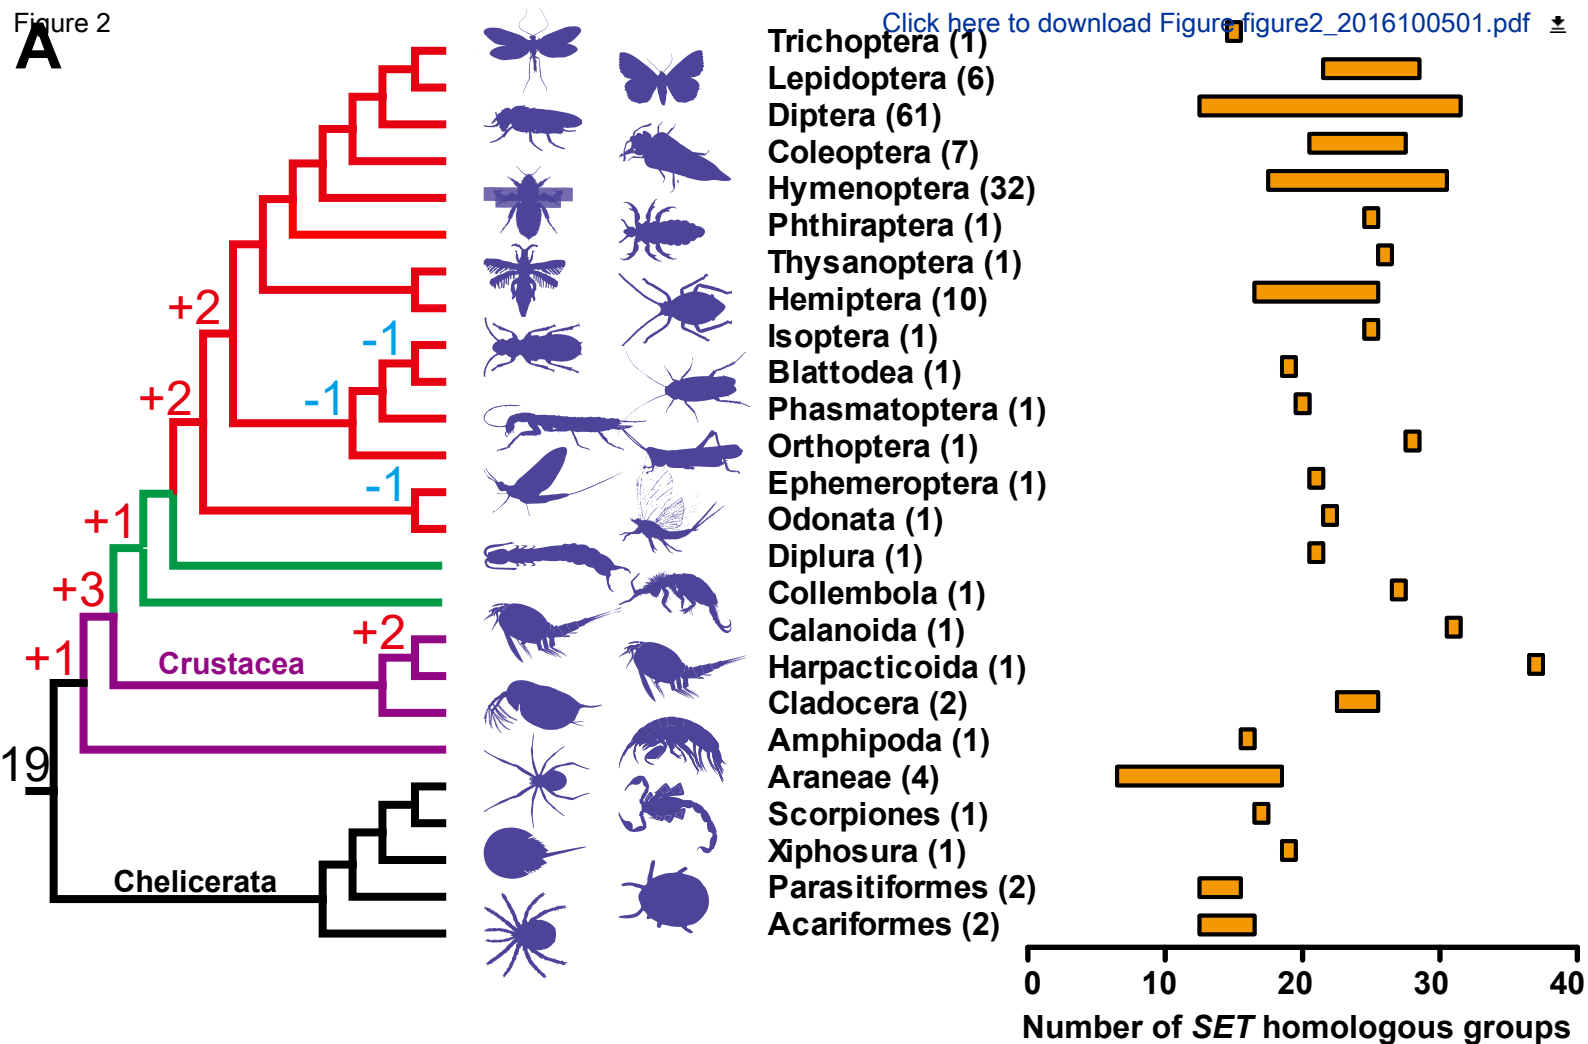 Figure 2
Click here to download Figure figure2_2016100501.pdf
A
Trichoptera (1)
Lepidoptera (6)
Diptera (61)
Coleoptera (7)
Hymenoptera (32)
Phthiraptera (1)
Thysanoptera (1)
Hemiptera (10)
+2
Isoptera (1)
-1
Blattodea (1)
+2
-1
Phasmatoptera (1)
Orthoptera (1)
Ephemeroptera (1)
-1
Odonata (1)
+1
Diplura (1)
Collembola (1)
+3
Calanoida (1)
+2
Harpacticoida (1)
+1
Crustacea
Cladocera (2)
Amphipoda (1)
19
Araneae (4)
Scorpiones (1)
Xiphosura (1)
Chelicerata
Parasitiformes (2)
Acariformes (2)
0 10 20 30 40
Number of SET homologous groups